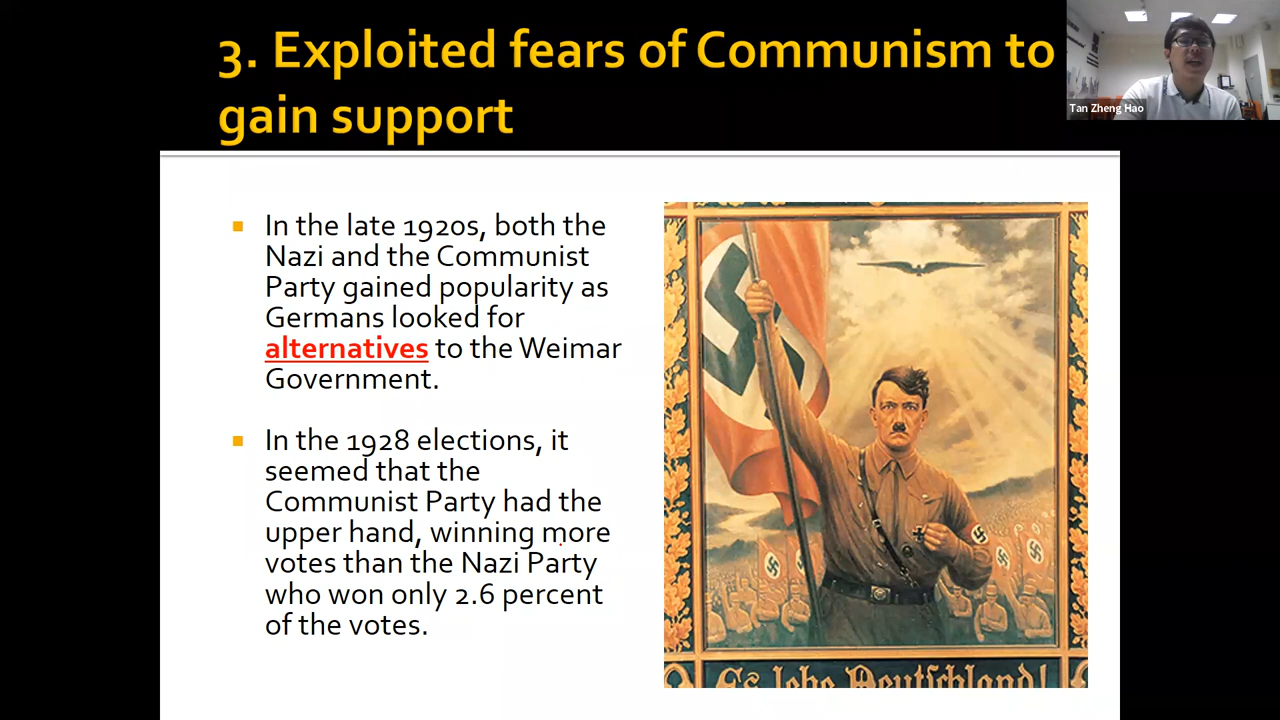 3. Exploited fears of Communism to
gain support
Tan Zheng Hao
In the late 1920s, both the
Nazi and the Communist
Party gained popularity as
Germans looked for
alternatives to the Weimar
Government.
In the 1928 elections, it
seemed that the
Communist Party had the
upper hand, winning more
votes than the Nazi Party
who won only 2.6 percent
of the votes.
Es lebe Deutschland!